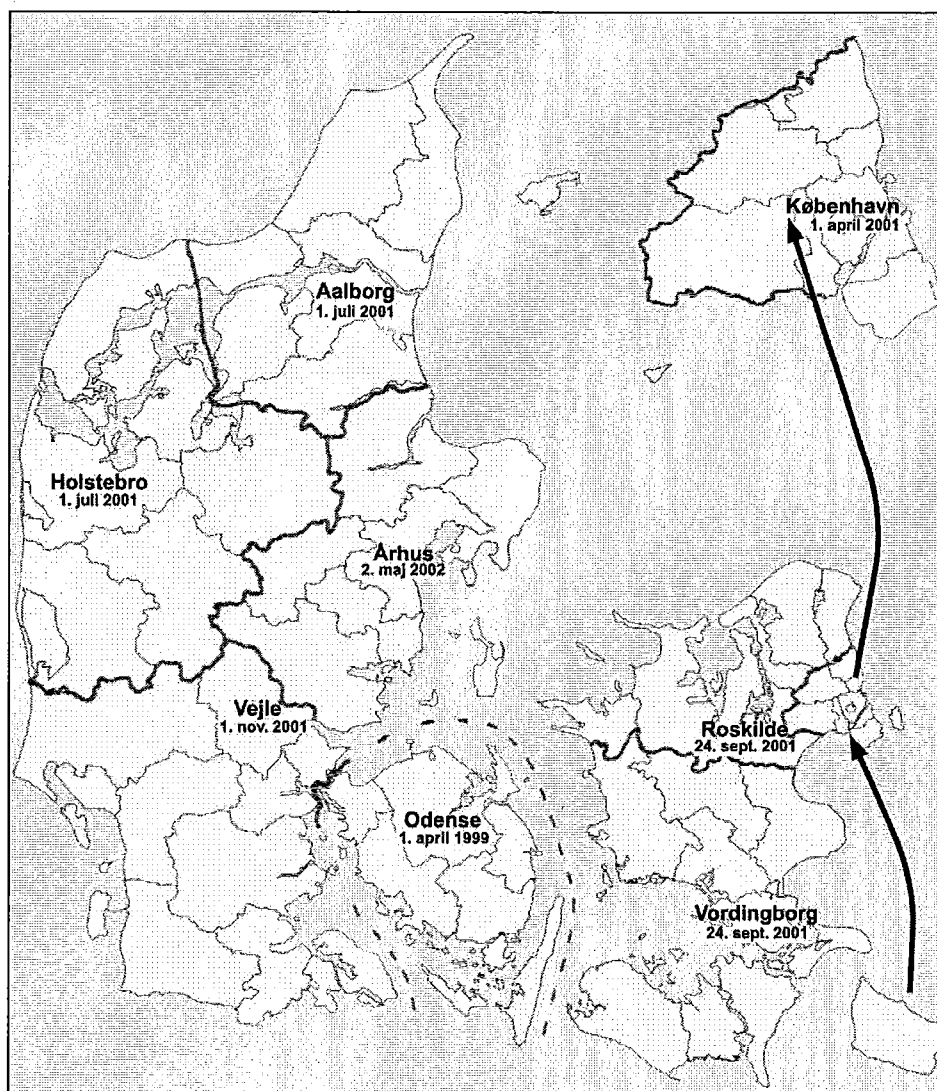 København
1. april 2001
Aalborg
1. juli 2001
Holstebro
1. juli 2001
Århus
2. maj 2002
Vejle
1. nov. 2001
Roskilde
24. sept. 2001
Odense
1. april 1999
Vordingborg
24. sept. 2001